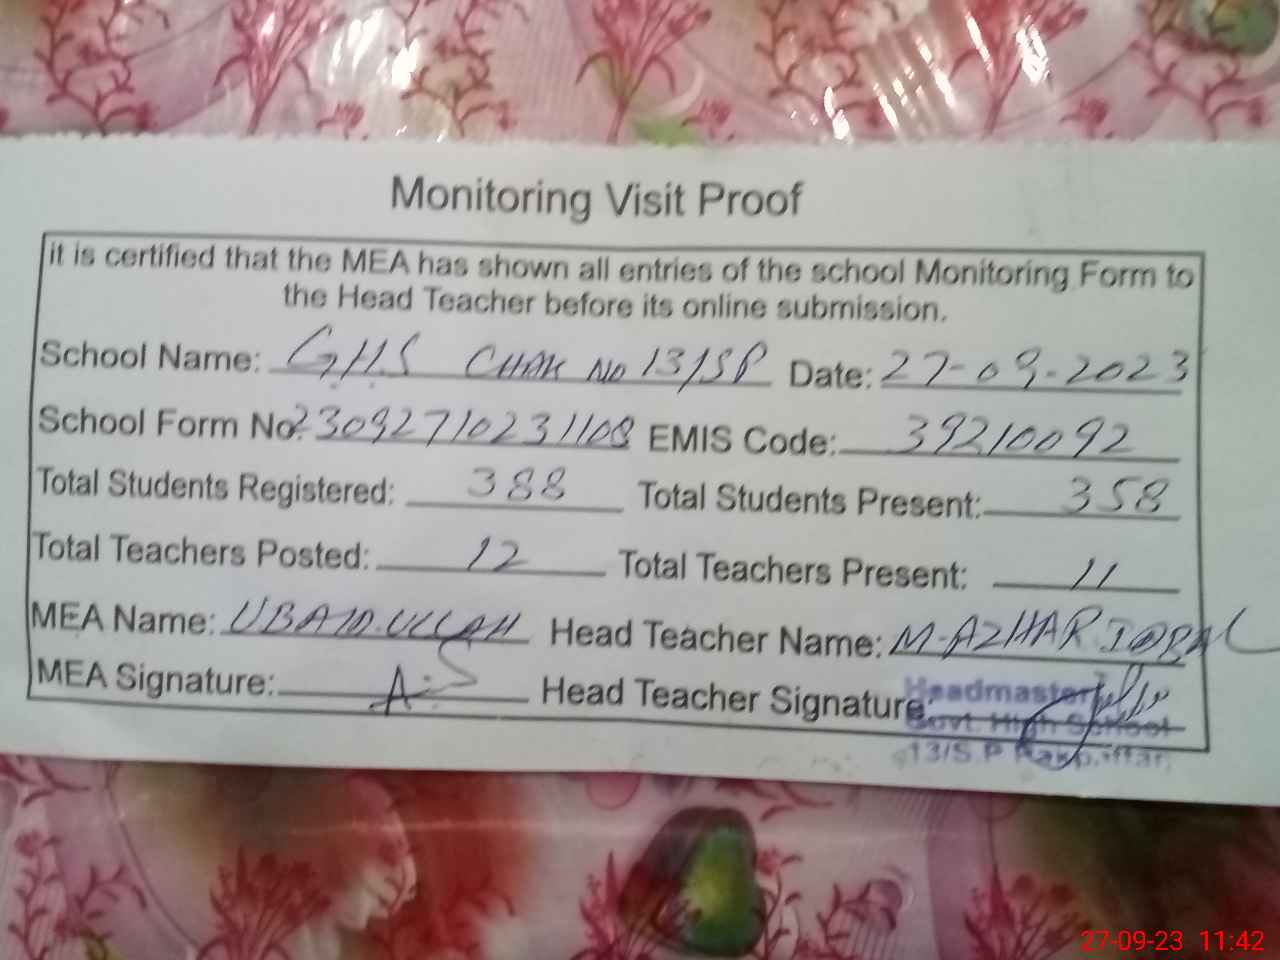 Monitoring Visit Proof
it is certified that the MEA has shown all entries of the school Monitoring Form to
the Head Teacher before its online submission.
School Name: GHS CHAK NO 13/SP Date: 27-09-2023
School Form No: 23092710231108 EMIS Code: 39210092
Total Students Registered: 388 Total Students Present: 358
Total Teachers Posted: 12 Total Teachers Present: 11
MEA Name: UBAID.ULLAH Head Teacher Name: M-AZHAR IQBAL
MEA Signature: Head Teacher Signature:
Headmaster
Govt. High School
13/S.P Pakpattan
27-09-23 11:42